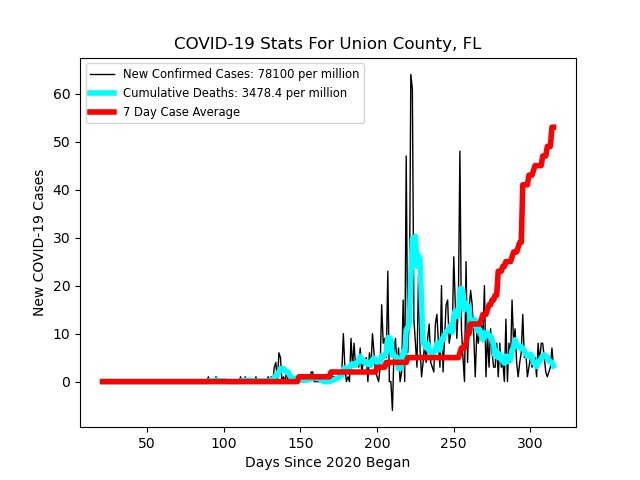 COVID-19 Stats For Union County, FL
New Confirmed Cases: 78100 per million
Cumulative Deaths: 3478.4 per million
7 Day Case Average
New COVID-19 Cases
60
50
40
30
20
10
0
50 100 150 200 250 300
Days Since 2020 Began